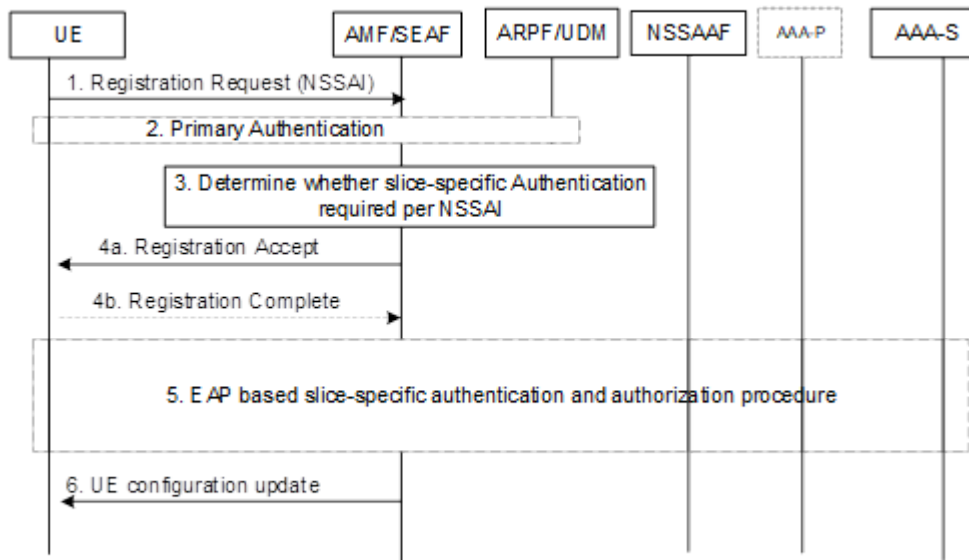 UE
AMF/SEAF
ARPF/UDM
NSSAAF
AAA-P
AAA-S
1. Registration Request (NSSAI)
2. Primary Authentication
3. Determine whether slice-specific Authentication
required per NSSAI
4a. Registration Accept
4b. Registration Complete
5. EAP based slice-specific authentication and authorization procedure
6. UE configuration update